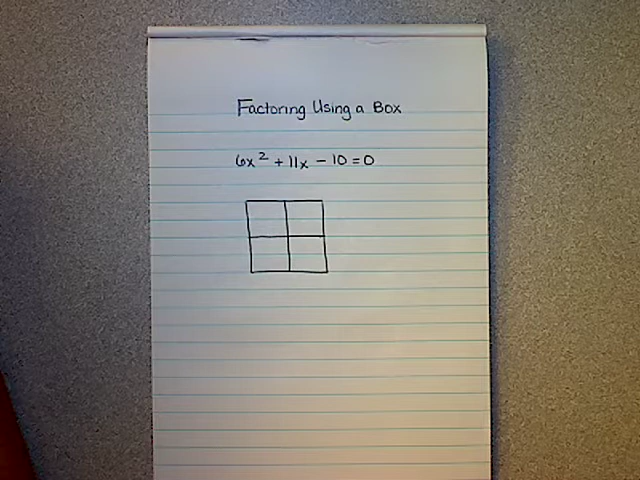 Factoring Using a Box
6x² + 11x - 10 = 0